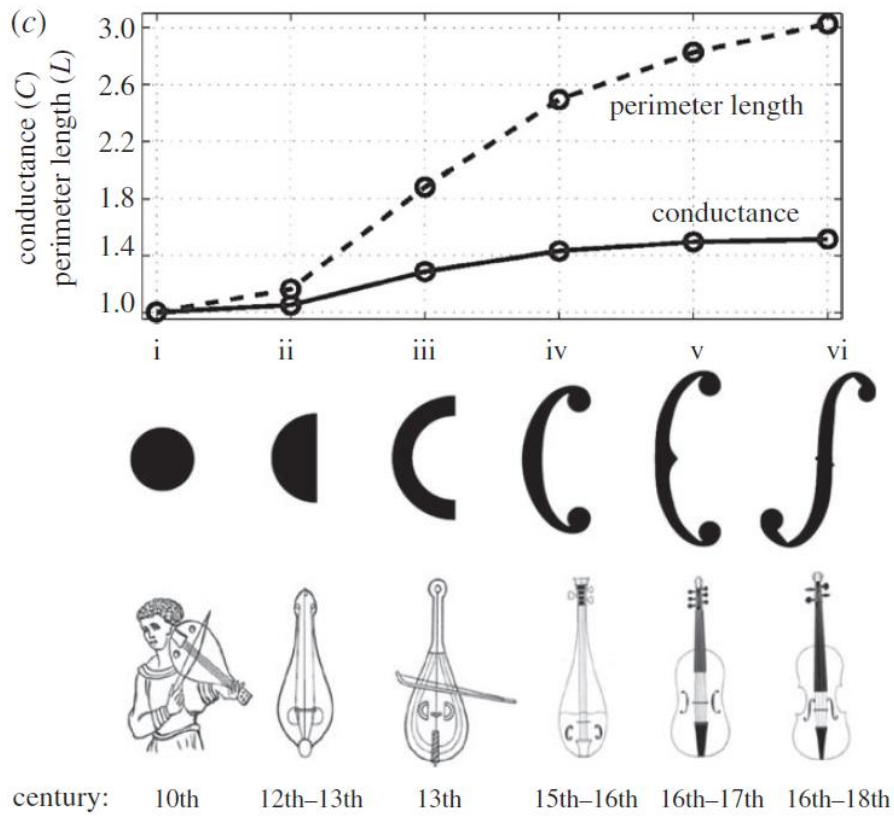 (c)
conductance (C)
perimeter length (L)
3.0
2.6
2.2
1.8
1.4
1.0
perimeter length
conductance
i ii iii iv v vi
century: 10th 12th–13th 13th 15th–16th 16th–17th 16th–18th